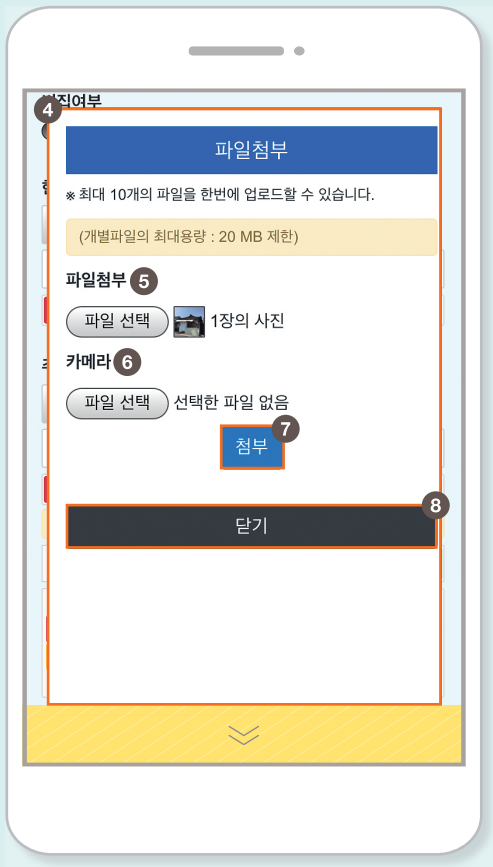 집여부
4
파일첨부
※ 최대 10개의 파일을 한번에 업로드할 수 있습니다.
(개별파일의 최대용량 : 20 MB 제한)
파일첨부 5
파일 선택 1장의 사진
카메라 6
파일 선택 선택한 파일 없음
7
첨부
8
닫기